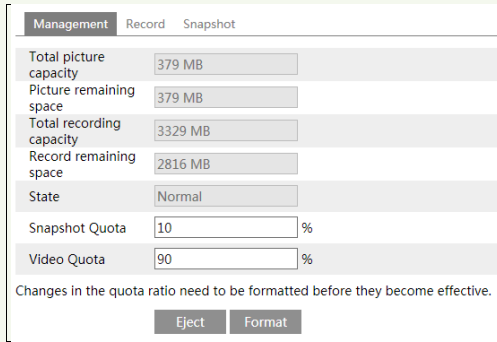 Management Record Snapshot
Total picture
capacity
379 MB
Picture remaining
space
379 MB
Total recording
capacity
3329 MB
Record remaining
space
2816 MB
State Normal
Snapshot Quota 10 %
Video Quota 90 %
Changes in the quota ratio need to be formatted before they become effective.
Eject Format